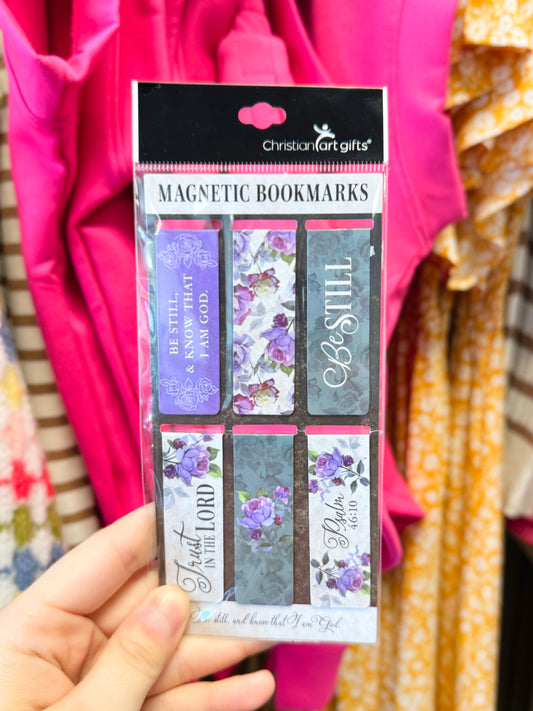 Christian art gifts®
MAGNETIC BOOKMARKS
BE STILL,
& KNOW THAT
I AM GOD.
Be STILL
Trust
IN THE LORD
Psalm
46:10
Be still, and know that I am God.